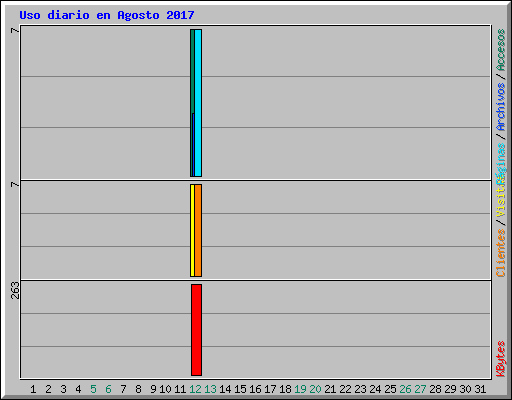 Uso diario en Agosto 2017
7
7
263
Páginas / Archivos / Accesos
Clientes / Visitas
KBytes
1 2 3 4 5 6 7 8 9 10 11 12 13 14 15 16 17 18 19 20 21 22 23 24 25 26 27 28 29 30 31